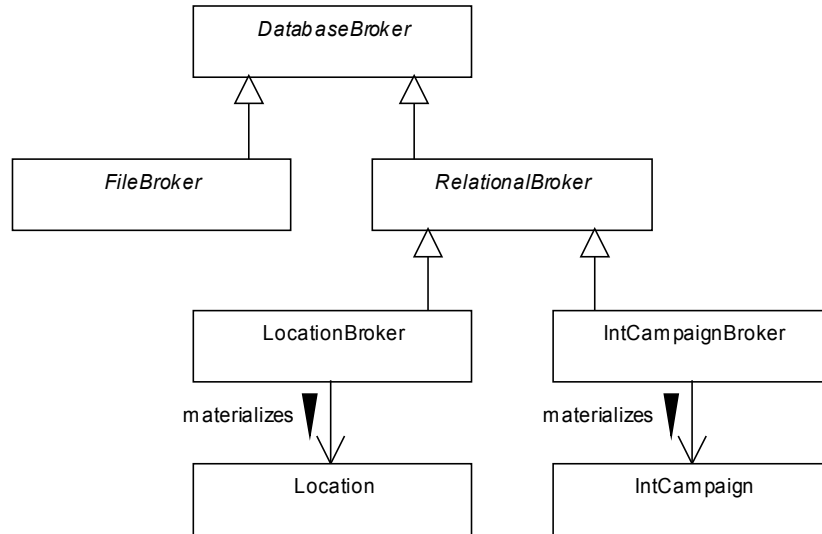 DatabaseBroker
FileBroker
RelationalBroker
LocationBroker
IntCampaignBroker
materializes
materializes
Location
IntCampaign